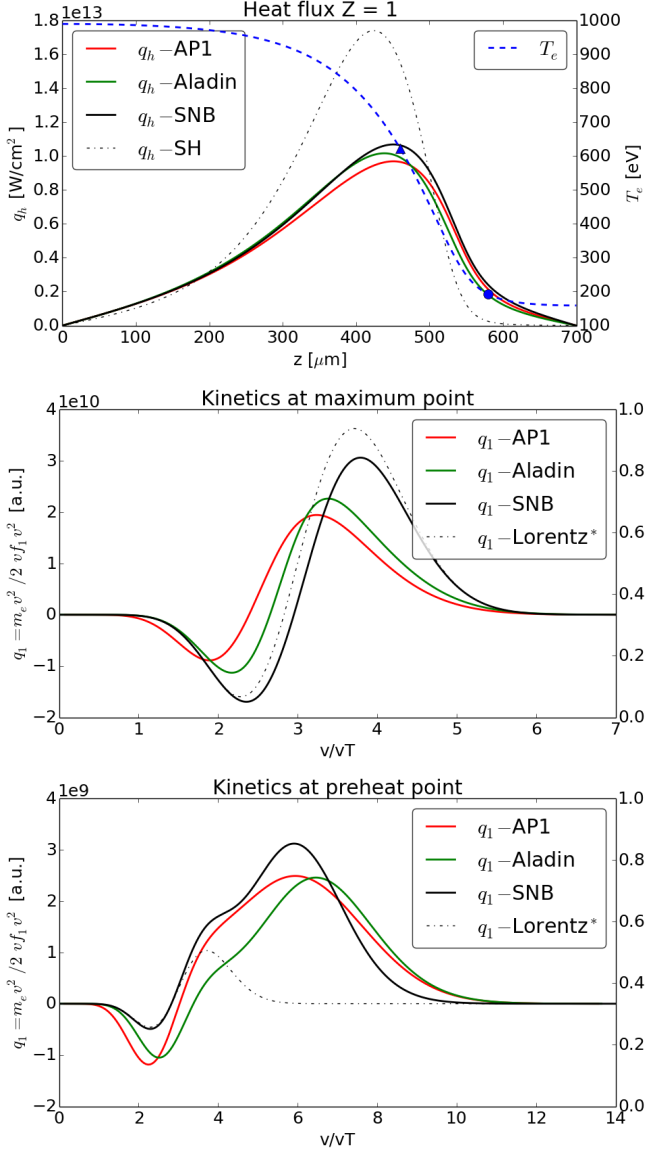 Heat flux Z = 1
1.8 1e13
1.6
1.4
1.2
1.0
0.8
0.6
0.4
0.2
0.0
q_h [W/cm²]
q_h−AP1
q_h−Aladin
q_h−SNB
q_h−SH
T_e
1000
900
800
700
600
500
400
300
200
100
T_e [eV]
0 100 200 300 400 500 600 700
z [μm]
Kinetics at maximum point
1e10
4
3
2
1
0
−1
−2
q_1 = m_e v² /2 v f_1 v² [a.u.]
q_1−AP1
q_1−Aladin
q_1−SNB
q_1−Lorentz*
1.0
0.8
0.6
0.4
0.2
0.0
0 1 2 3 4 5 6 7
v/vT
Kinetics at preheat point
1e9
4
3
2
1
0
−1
−2
q_1 = m_e v² /2 v f_1 v² [a.u.]
q_1−AP1
q_1−Aladin
q_1−SNB
q_1−Lorentz*
1.0
0.8
0.6
0.4
0.2
0.0
0 2 4 6 8 10 12 14
v/vT